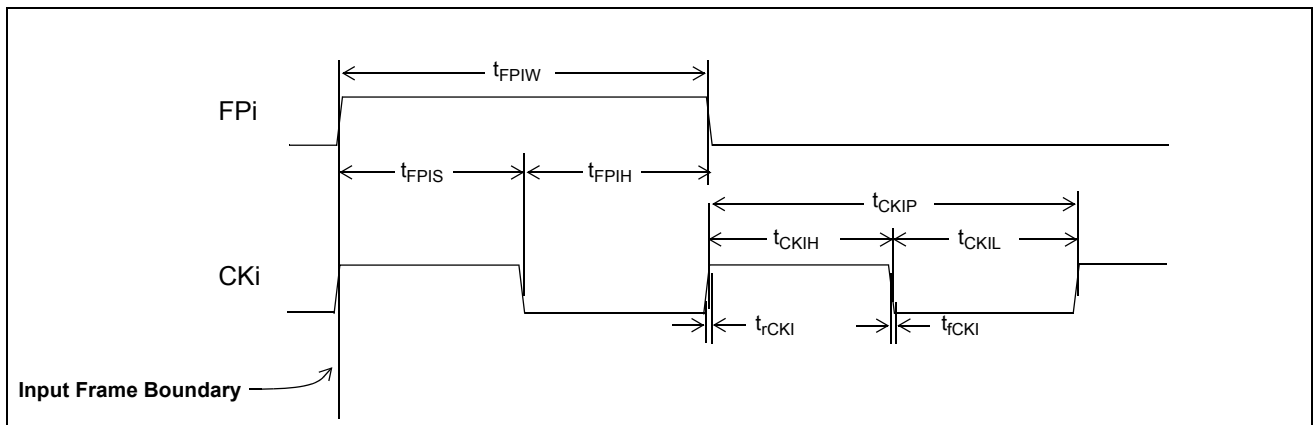 tFPIW
FPi
tFPIS
tFPIH
tCKIP
tCKIH
tCKIL
CKi
trCKI
tfCKI
Input Frame Boundary